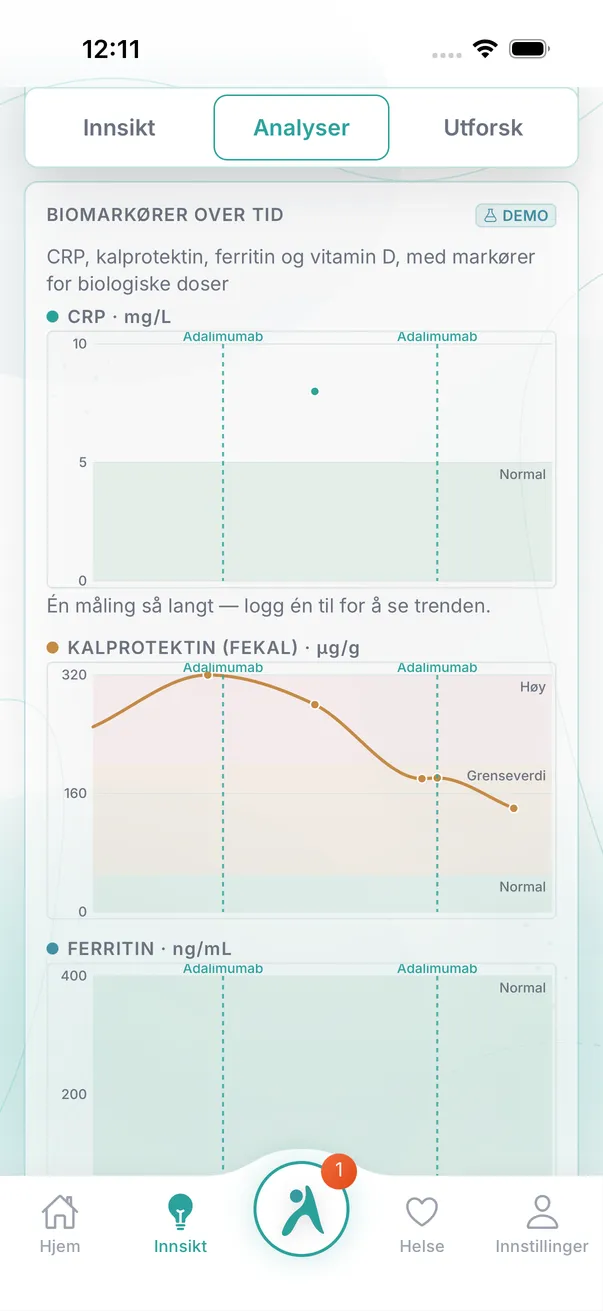 12:11
Innsikt
Analyser
Utforsk
BIOMARKØRER OVER TID
DEMO
CRP, kalprotektin, ferritin og vitamin D, med markører
for biologiske doser
CRP · mg/L
Adalimumab
Adalimumab
10
5
Normal
0
Én måling så langt — logg én til for å se trenden.
KALPROTEKTIN (FEKAL) · µg/g
Adalimumab
Adalimumab
320
Høy
Grenseverdi
160
Normal
0
FERRITIN · ng/mL
Adalimumab
Adalimumab
400
Normal
200
1
Hjem
Innsikt
Helse
Innstillinger